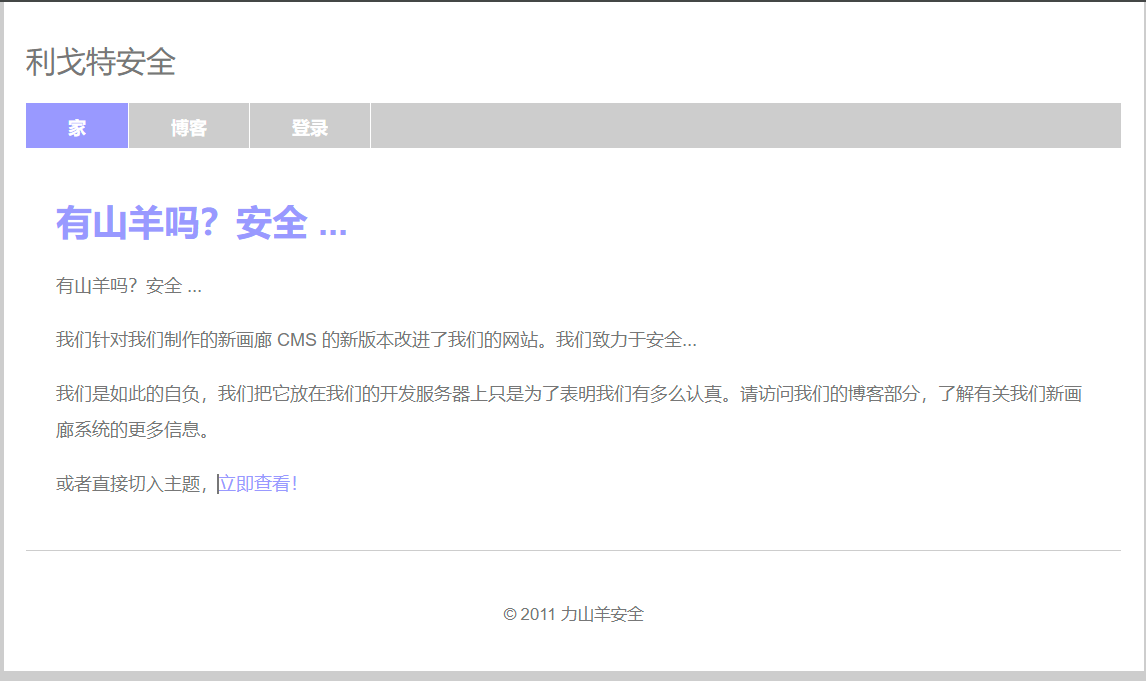 利戈特安全
家 博客 登录
有山羊吗？安全 ...
有山羊吗？安全 ...
我们针对我们制作的新画廊 CMS 的新版本改进了我们的网站。我们致力于安全...
我们是如此的自负，我们把它放在我们的开发服务器上只是为了表明我们有多么认真。请访问我们的博客部分，了解有关我们新画
廊系统的更多信息。
或者直接切入主题，立即查看！
© 2011 力山羊安全